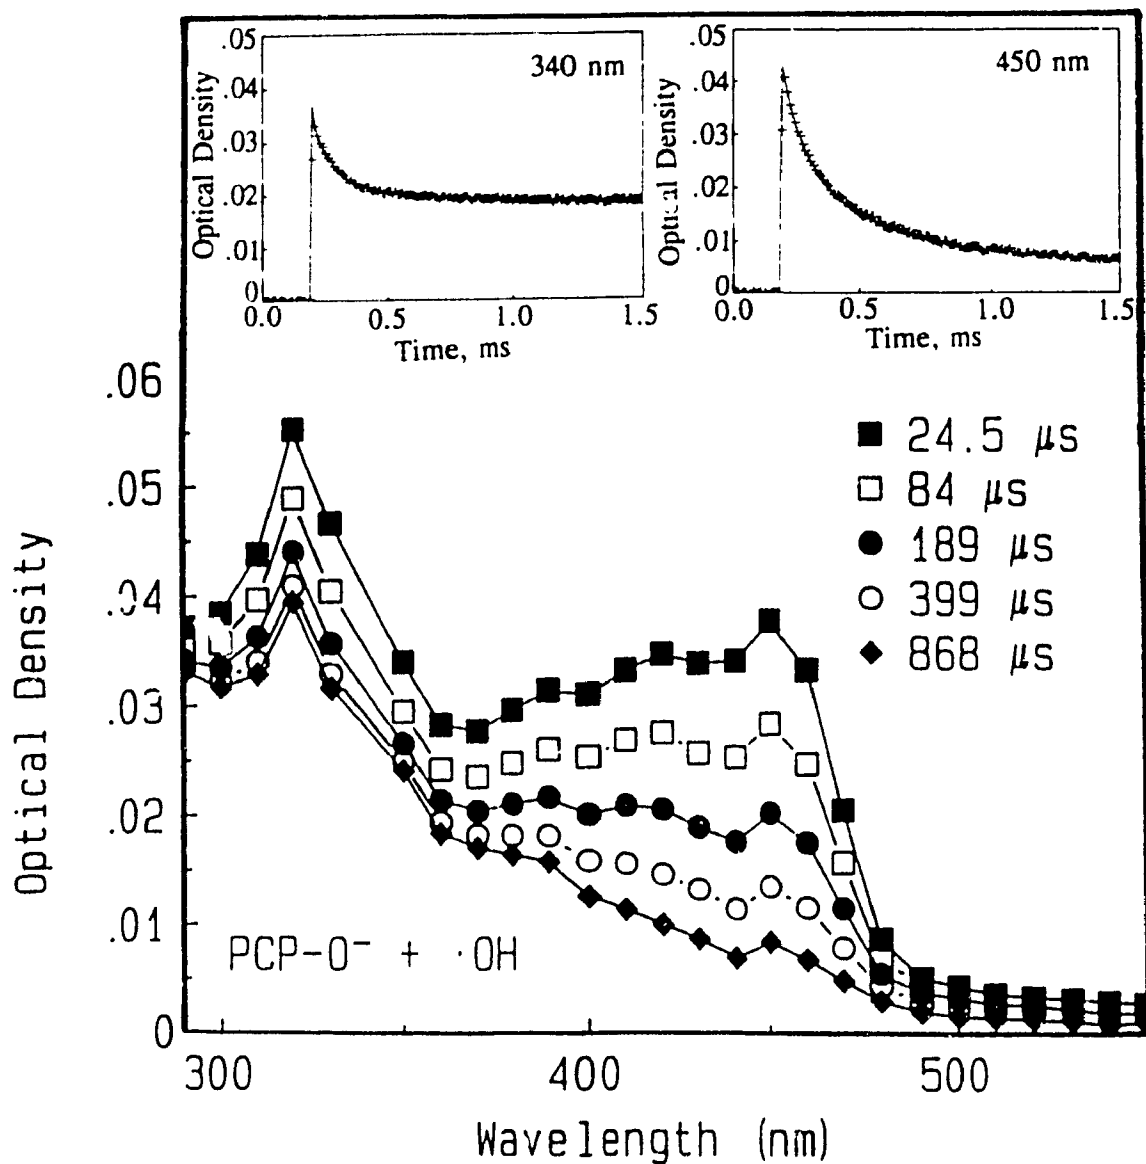 .05
.04
.03
.02
.01
0
Optical Density
340 nm
0.0 0.5 1.0 1.5
Time, ms
.05
.04
.03
.02
.01
0
Density
450 nm
0.0 0.5 1.0 1.5
Time, ms
.06
.05
.04
.03
.02
.01
0
Optical Density
■ 24.5 μs
□ 84 μs
● 189 μs
○ 399 μs
◆ 868 μs
PCP-O⁻ + ·OH
300 400 500
Wavelength (nm)